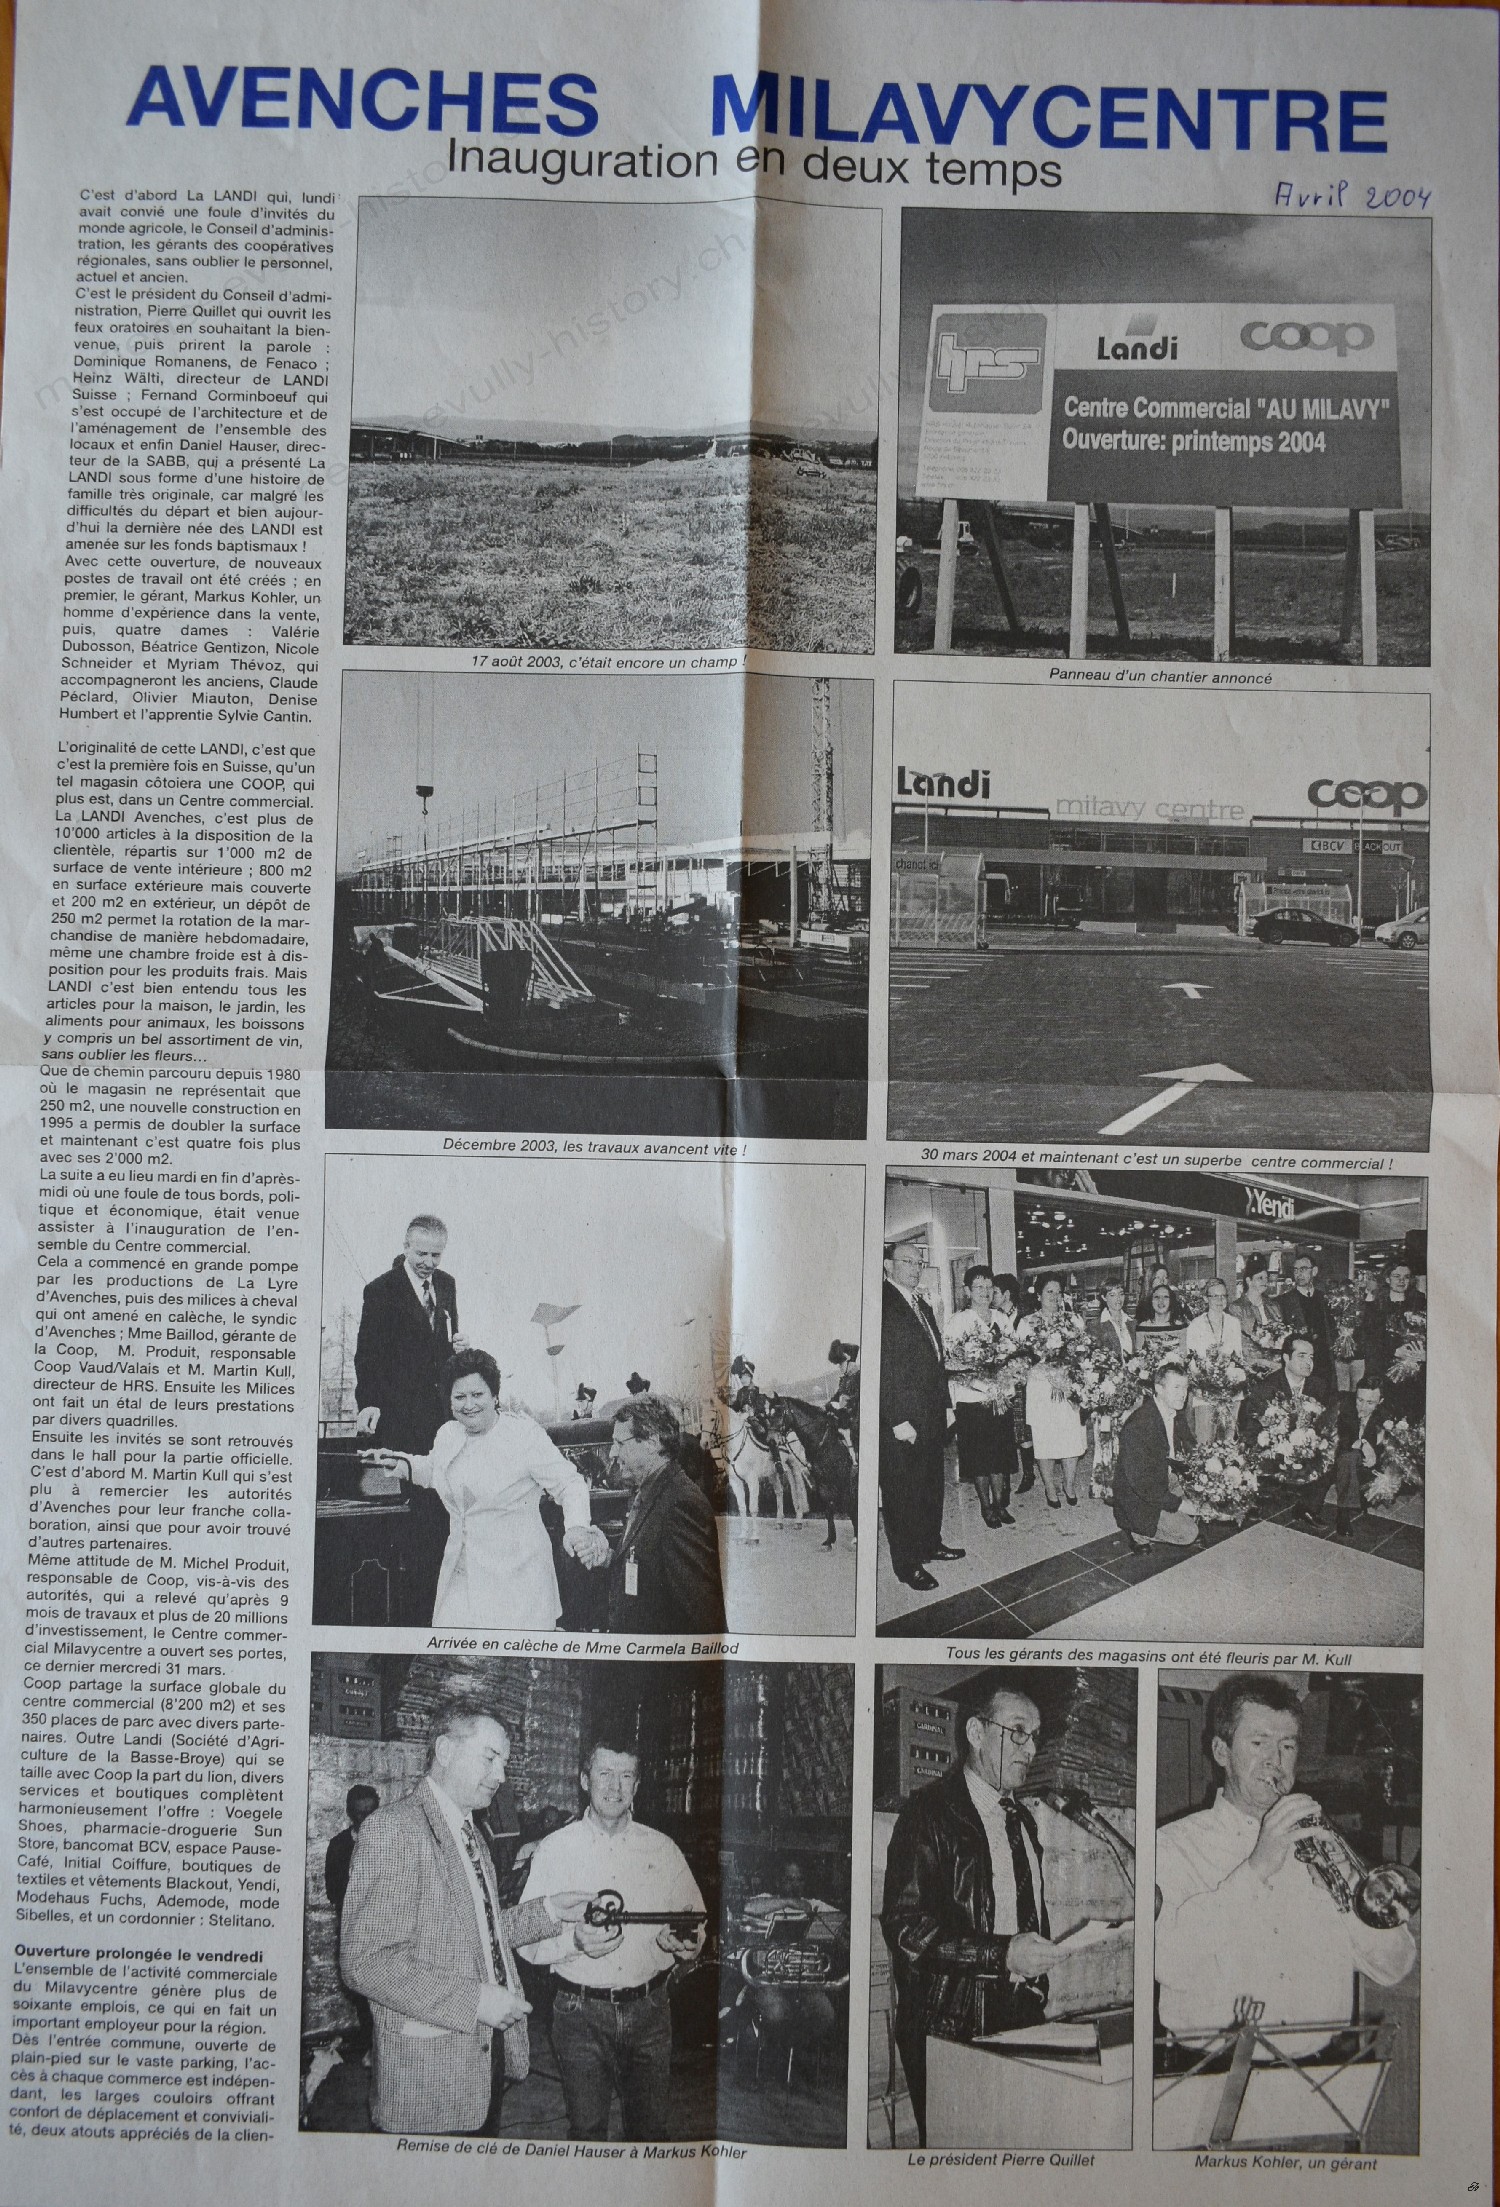 AVENCHES MILAVYCENTRE
Inauguration en deux temps
Avril 2004
C'est d'abord La LANDI qui, lundi
avait convié une foule d'invités du
monde agricole, le Conseil d'adminis-
tration, les gérants des coopératives
régionales, sans oublier le personnel,
actuel et ancien.
C'est le président du Conseil d'admi-
nistration, Pierre Quillet qui ouvrit les
feux oratoires en souhaitant la bien-
venue, puis prirent la parole :
Dominique Romanens, de Fenaco ;
Heinz Wälti, directeur de LANDI
Suisse ; Fernand Corminboeuf qui
s'est occupé de l'architecture et de
l'aménagement de l'ensemble des
locaux et enfin Daniel Hauser, direc-
teur de la SABB, qui a présenté La
LANDI sous forme d'une histoire de
famille très originale, car malgré les
difficultés du départ et bien aujour-
d'hui la dernière née des LANDI est
amenée sur les fonds baptismaux !
Avec cette ouverture, de nouveaux
postes de travail ont été créés ; en
premier, le gérant, Markus Kohler, un
homme d'expérience dans la vente,
puis, quatre dames : Valérie
Dubosson, Béatrice Gentizon, Nicole
Schneider et Myriam Thévoz, qui
accompagneront les anciens, Claude
Péclard, Olivier Miauton, Denise
Humbert et l'apprentie Sylvie Cantin.
L'originalité de cette LANDI, c'est que
c'est la première fois en Suisse, qu'un
tel magasin côtoiera une COOP, qui
plus est, dans un Centre commercial.
La LANDI Avenches, c'est plus de
10'000 articles à la disposition de la
clientèle, répartis sur 1'000 m2 de
surface de vente intérieure ; 800 m2
en surface extérieure mais couverte
et 200 m2 en extérieur, un dépôt de
250 m2 permet la rotation de la mar-
chandise de manière hebdomadaire,
même une chambre froide est à dis-
position pour les produits frais. Mais
LANDI c'est bien entendu tous les
articles pour la maison, le jardin, les
aliments pour animaux, les boissons
y compris un bel assortiment de vin,
sans oublier les fleurs...
Que de chemin parcouru depuis 1980
où le magasin ne représentait que
250 m2, une nouvelle construction en
1995 a permis de doubler la surface
et maintenant c'est quatre fois plus
avec ses 2'000 m2.
La suite a eu lieu mardi en fin d'après-
midi où une foule de tous bords, poli-
tique et économique, était venue
assister à l'inauguration de l'en-
semble du Centre commercial.
Cela a commencé en grande pompe
par les productions de La Lyre
d'Avenches, puis des milices à cheval
qui ont amené en calèche, le syndic
d'Avenches ; Mme Baillod, gérante de
la Coop, M. Produit, responsable
Coop Vaud/Valais et M. Martin Kull,
directeur de HRS. Ensuite les Milices
ont fait un étal de leurs prestations
par divers quadrilles.
Ensuite les invités se sont retrouvés
dans le hall pour la partie officielle.
C'est d'abord M. Martin Kull qui s'est
plu à remercier les autorités
d'Avenches pour leur franche colla-
boration, ainsi que pour avoir trouvé
d'autres partenaires.
Même attitude de M. Michel Produit,
responsable de Coop, vis-à-vis des
autorités, qui a relevé qu'après 9
mois de travaux et plus de 20 millions
d'investissement, le Centre commer-
cial Milavycentre a ouvert ses portes,
ce dernier mercredi 31 mars.
Coop partage la surface globale du
centre commercial (8'200 m2) et ses
350 places de parc avec divers parte-
naires. Outre Landi (Société d'Agri-
culture de la Basse-Broye) qui se
taille avec Coop la part du lion, divers
services et boutiques complètent
harmonieusement l'offre : Voegele
Shoes, pharmacie-droguerie Sun
Store, bancomat BCV, espace Pause-
Café, Initial Coiffure, boutiques de
textiles et vêtements Blackout, Yendi,
Modehaus Fuchs, Ademode, mode
Sibelles, et un cordonnier : Stelitano.
Ouverture prolongée le vendredi
L'ensemble de l'activité commerciale
du Milavycentre génère plus de
soixante emplois, ce qui en fait un
important employeur pour la région.
Dès l'entrée commune, ouverte de
plain-pied sur le vaste parking, l'ac-
cès à chaque commerce est indépen-
dant, les larges couloirs offrant
confort de déplacement et conviviali-
té, deux atouts appréciés de la clien-
17 août 2003, c'était encore un champ !
hrs
Landi coop
Centre Commercial "AU MILAVY"
Ouverture: printemps 2004
Panneau d'un chantier annoncé
Décembre 2003, les travaux avancent vite !
Landi
milavy centre
coop
BCV BLACKOUT
chariot ici
30 mars 2004 et maintenant c'est un superbe centre commercial !
Arrivée en calèche de Mme Carmela Baillod
Yendi
Tous les gérants des magasins ont été fleuris par M. Kull
Remise de clé de Daniel Hauser à Markus Kohler
CARDINAL
Le président Pierre Quillet
Markus Kohler, un gérant